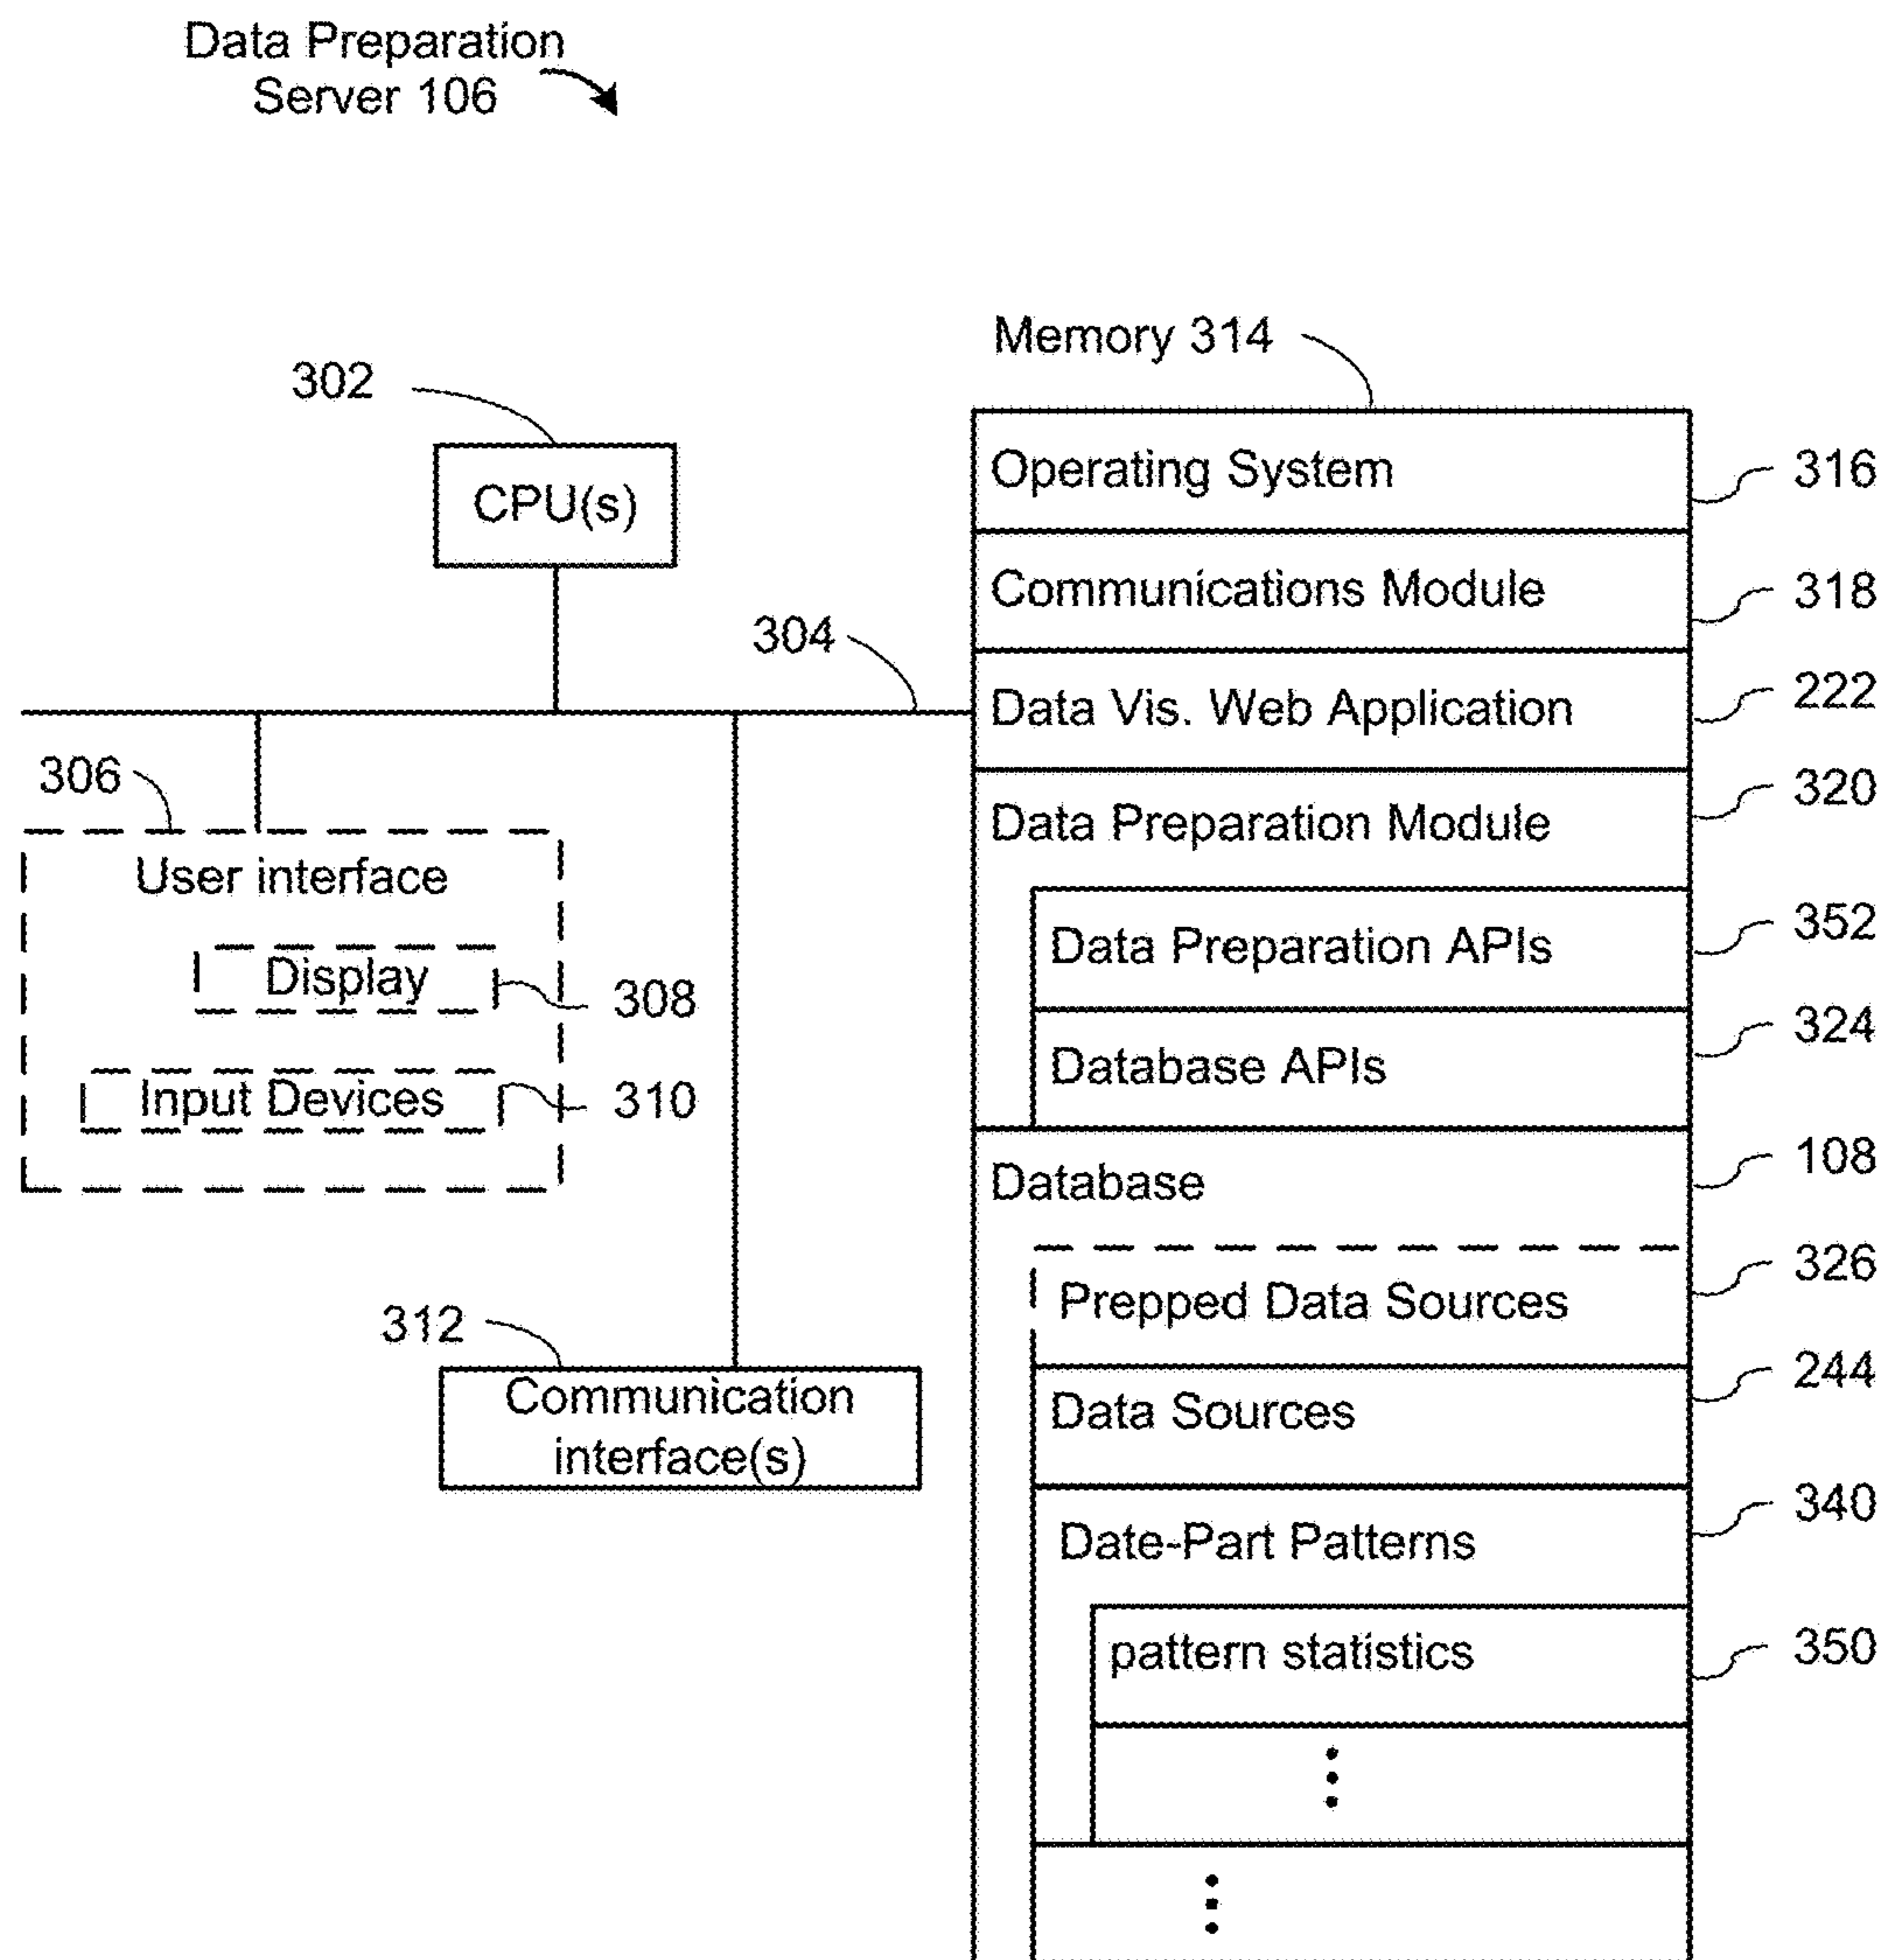 Data Preparation
Server 106
Memory 314
302
CPU(s)
304
306
User interface
Display
308
Input Devices
310
312
Communication
interface(s)
Operating System
316
Communications Module
318
Data Vis. Web Application
222
Data Preparation Module
320
Data Preparation APIs
352
Database APIs
324
Database
108
Prepped Data Sources
326
Data Sources
244
Date-Part Patterns
340
pattern statistics
350